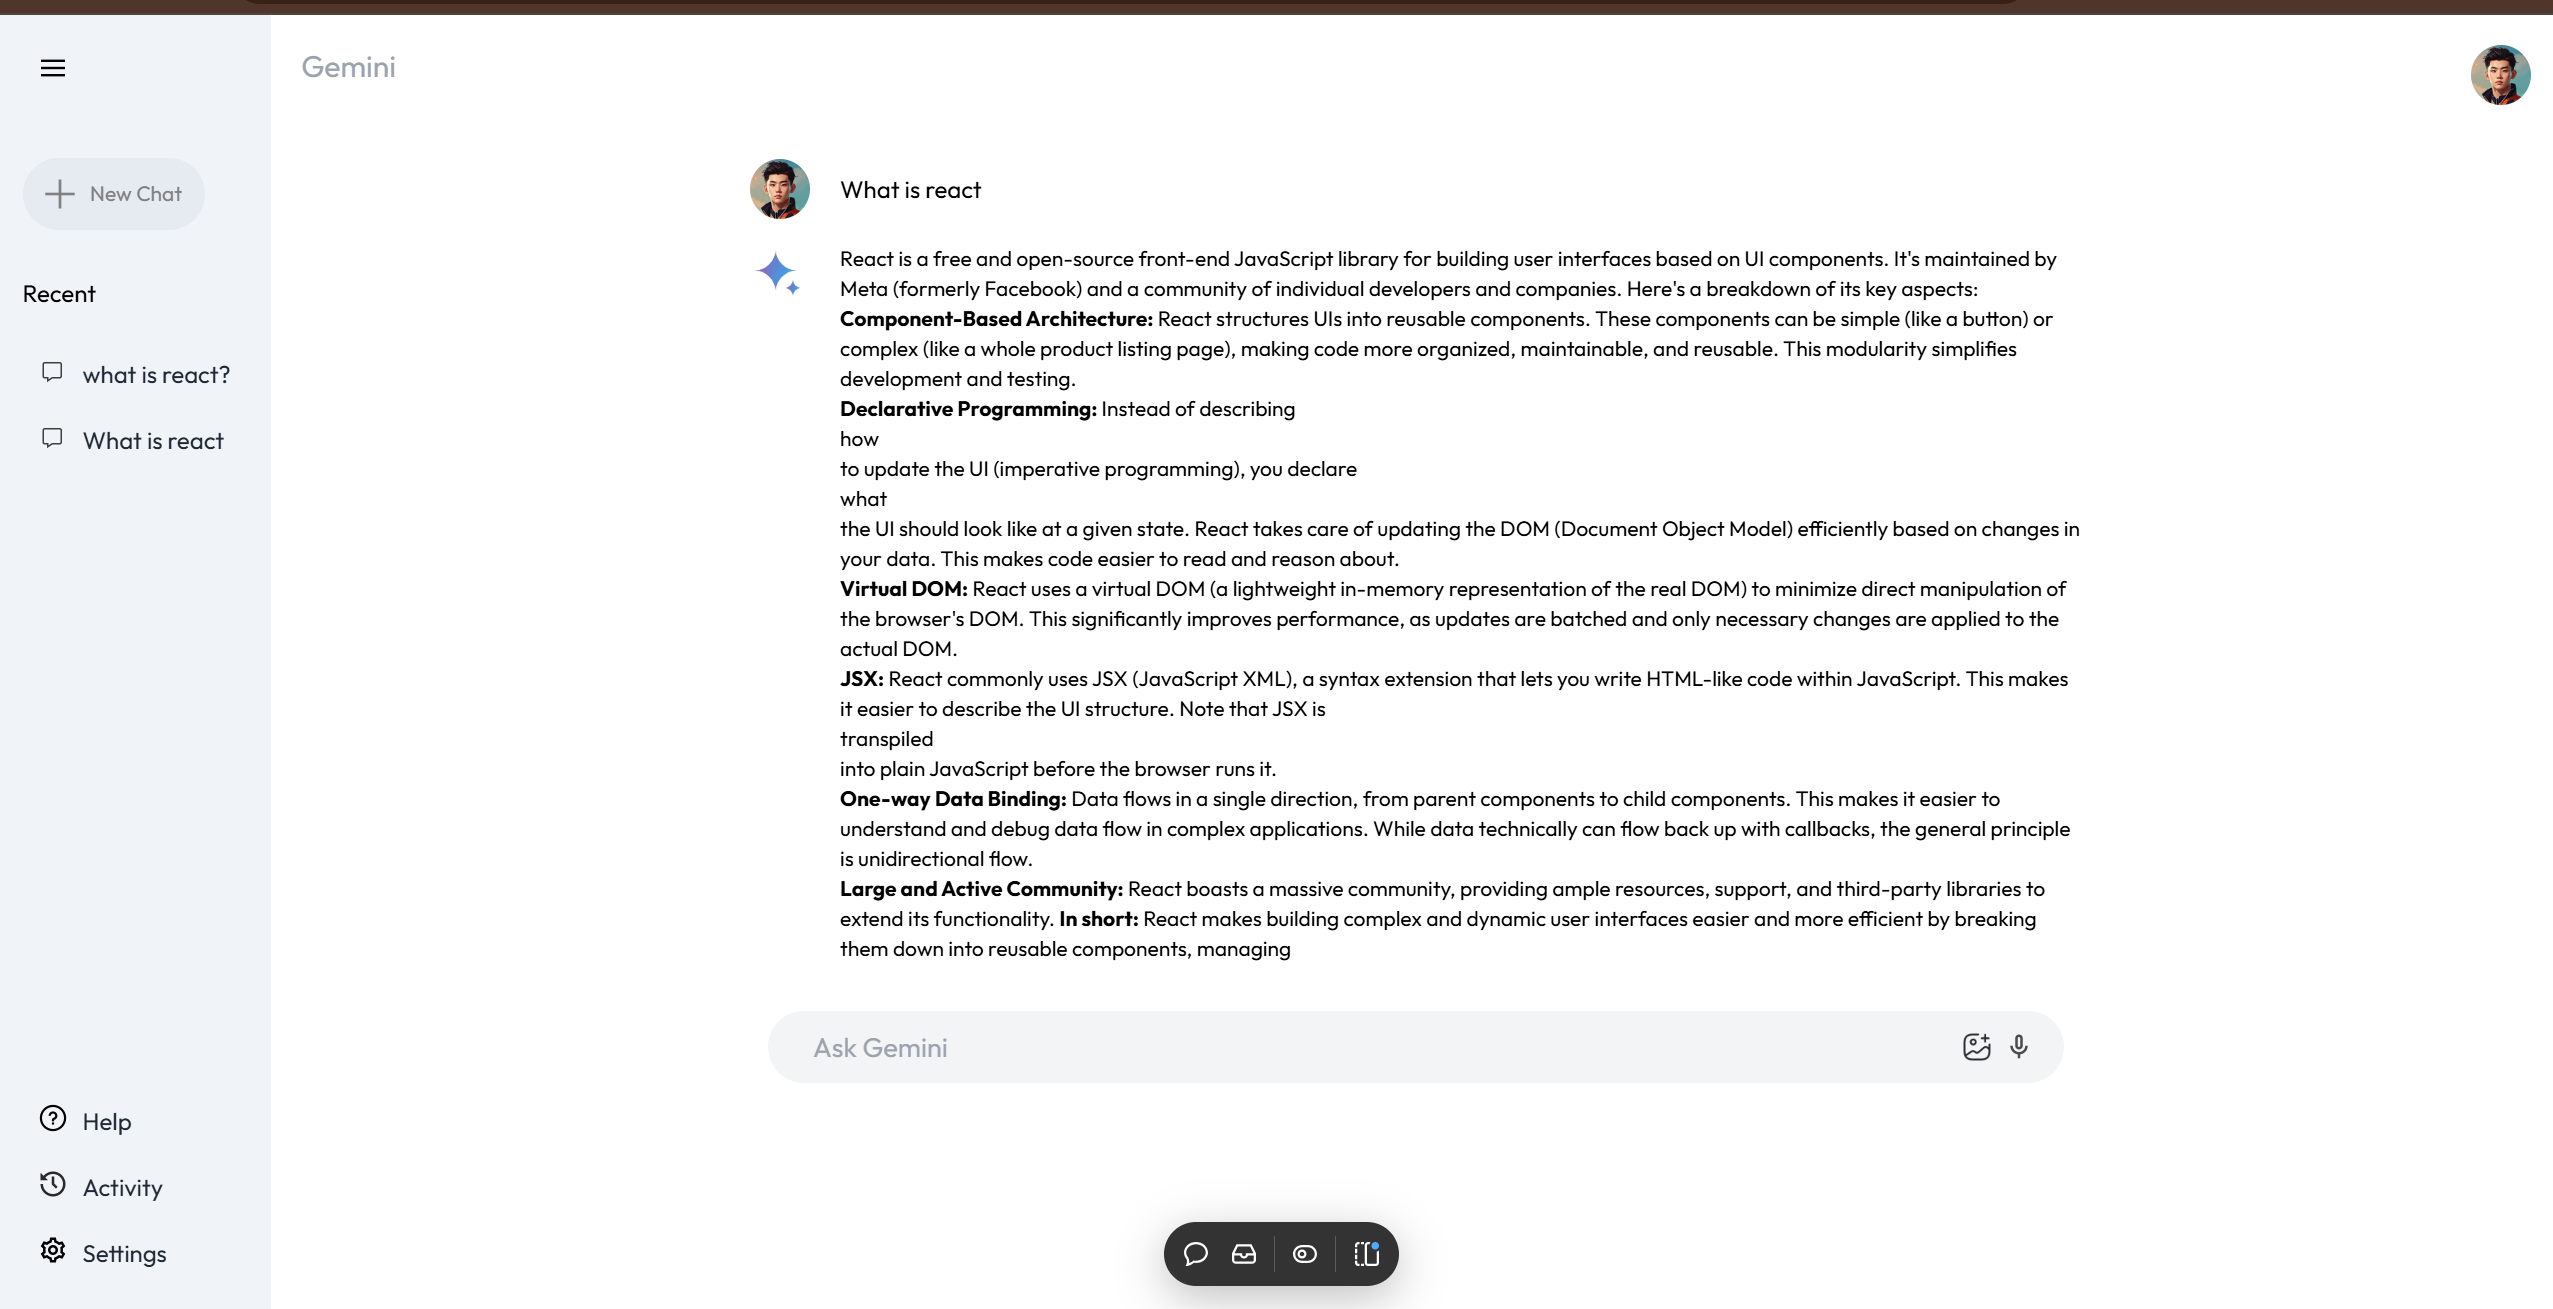 Gemini
New Chat
Recent
what is react?
What is react
Help
Activity
Settings
What is react
React is a free and open-source front-end JavaScript library for building user interfaces based on UI components. It's maintained by
Meta (formerly Facebook) and a community of individual developers and companies. Here's a breakdown of its key aspects:
Component-Based Architecture: React structures UIs into reusable components. These components can be simple (like a button) or
complex (like a whole product listing page), making code more organized, maintainable, and reusable. This modularity simplifies
development and testing.
Declarative Programming: Instead of describing
how
to update the UI (imperative programming), you declare
what
the UI should look like at a given state. React takes care of updating the DOM (Document Object Model) efficiently based on changes in
your data. This makes code easier to read and reason about.
Virtual DOM: React uses a virtual DOM (a lightweight in-memory representation of the real DOM) to minimize direct manipulation of
the browser's DOM. This significantly improves performance, as updates are batched and only necessary changes are applied to the
actual DOM.
JSX: React commonly uses JSX (JavaScript XML), a syntax extension that lets you write HTML-like code within JavaScript. This makes
it easier to describe the UI structure. Note that JSX is
transpiled
into plain JavaScript before the browser runs it.
One-way Data Binding: Data flows in a single direction, from parent components to child components. This makes it easier to
understand and debug data flow in complex applications. While data technically can flow back up with callbacks, the general principle
is unidirectional flow.
Large and Active Community: React boasts a massive community, providing ample resources, support, and third-party libraries to
extend its functionality. In short: React makes building complex and dynamic user interfaces easier and more efficient by breaking
them down into reusable components, managing
Ask Gemini